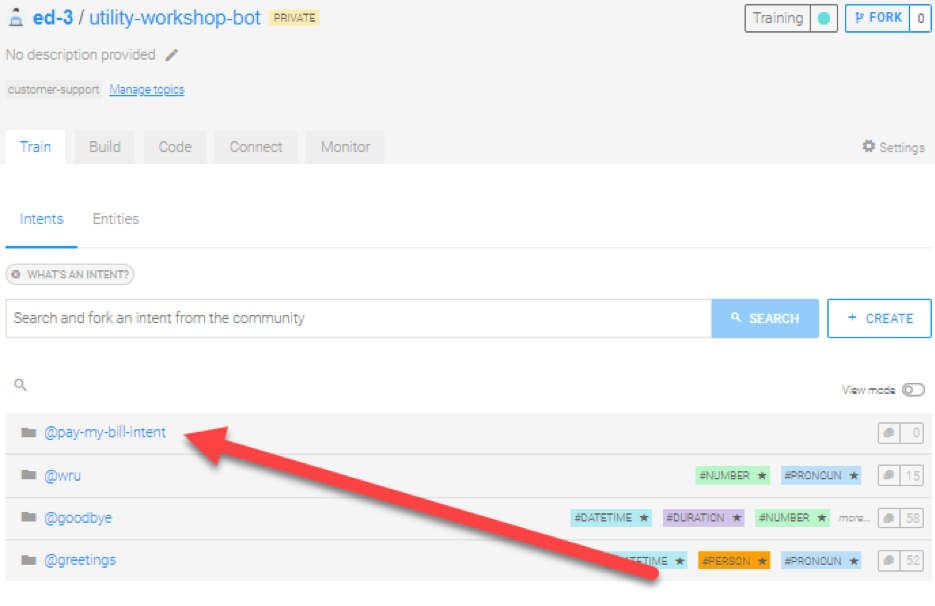 ed-3 / utility-workshop-bot PRIVATE Training FORK 0
No description provided
customer-support Manage topics
Train Build Code Connect Monitor Settings
Intents Entities
WHAT'S AN INTENT?
Search and fork an intent from the community SEARCH + CREATE
View mode
@pay-my-bill-intent 0
@wru #NUMBER #PRONOUN 15
@goodbye #DATETIME #DURATION #NUMBER more... 58
@greetings #PERSON #PRONOUN 52